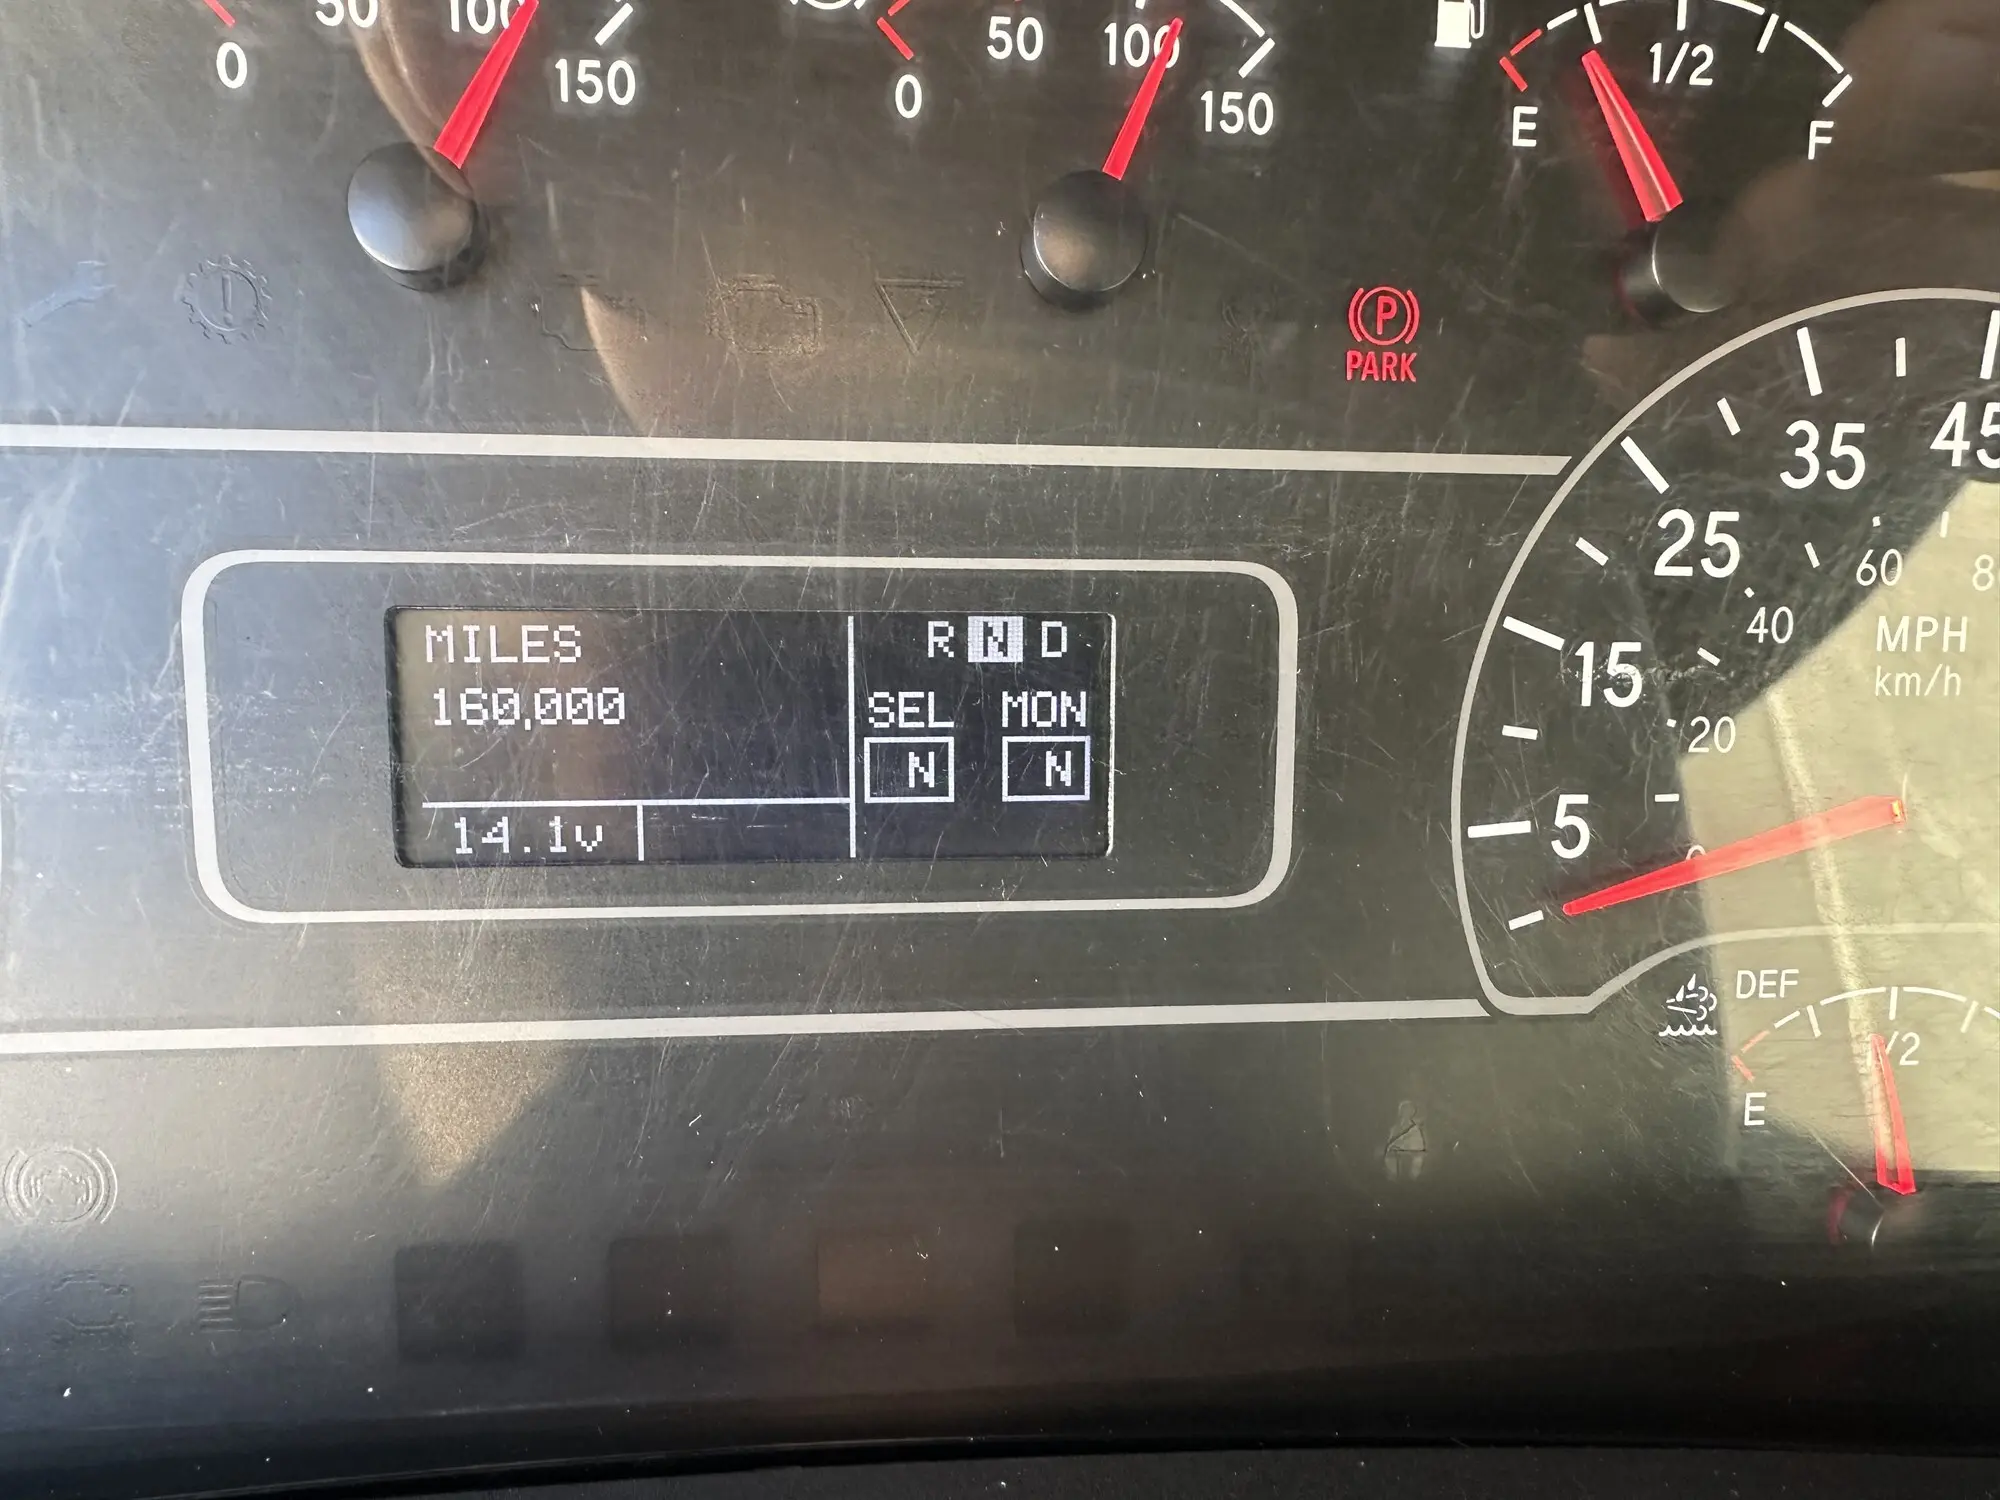 50 100
0 150
50 100
0 150
1/2
E F
PARK
P
5 15 25 35 45
20 40 60
MPH
km/h
MILES
160,000
14.1v
R N D
SEL MON
N N
DEF
1/2
E